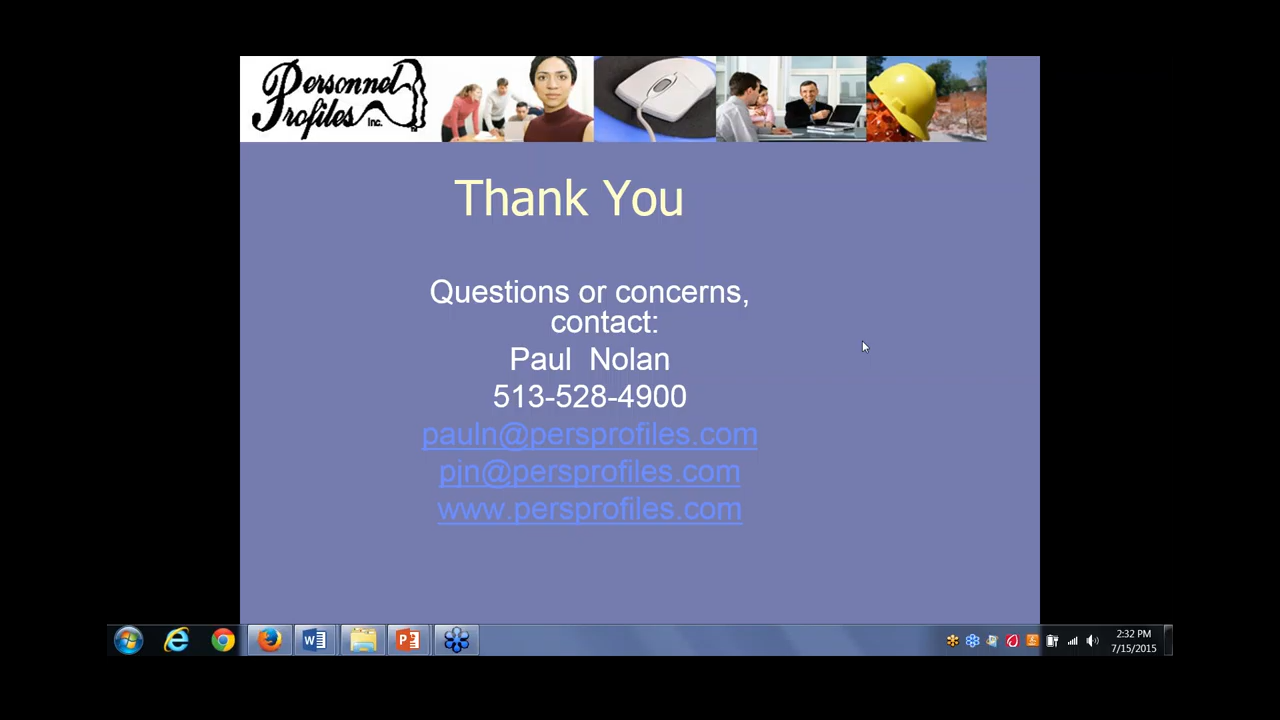 Personnel
Profiles Inc.
Thank You
Questions or concerns,
contact:
Paul  Nolan
513-528-4900
pauln@persprofiles.com
pjn@persprofiles.com
www.persprofiles.com
2:32 PM
7/15/2015